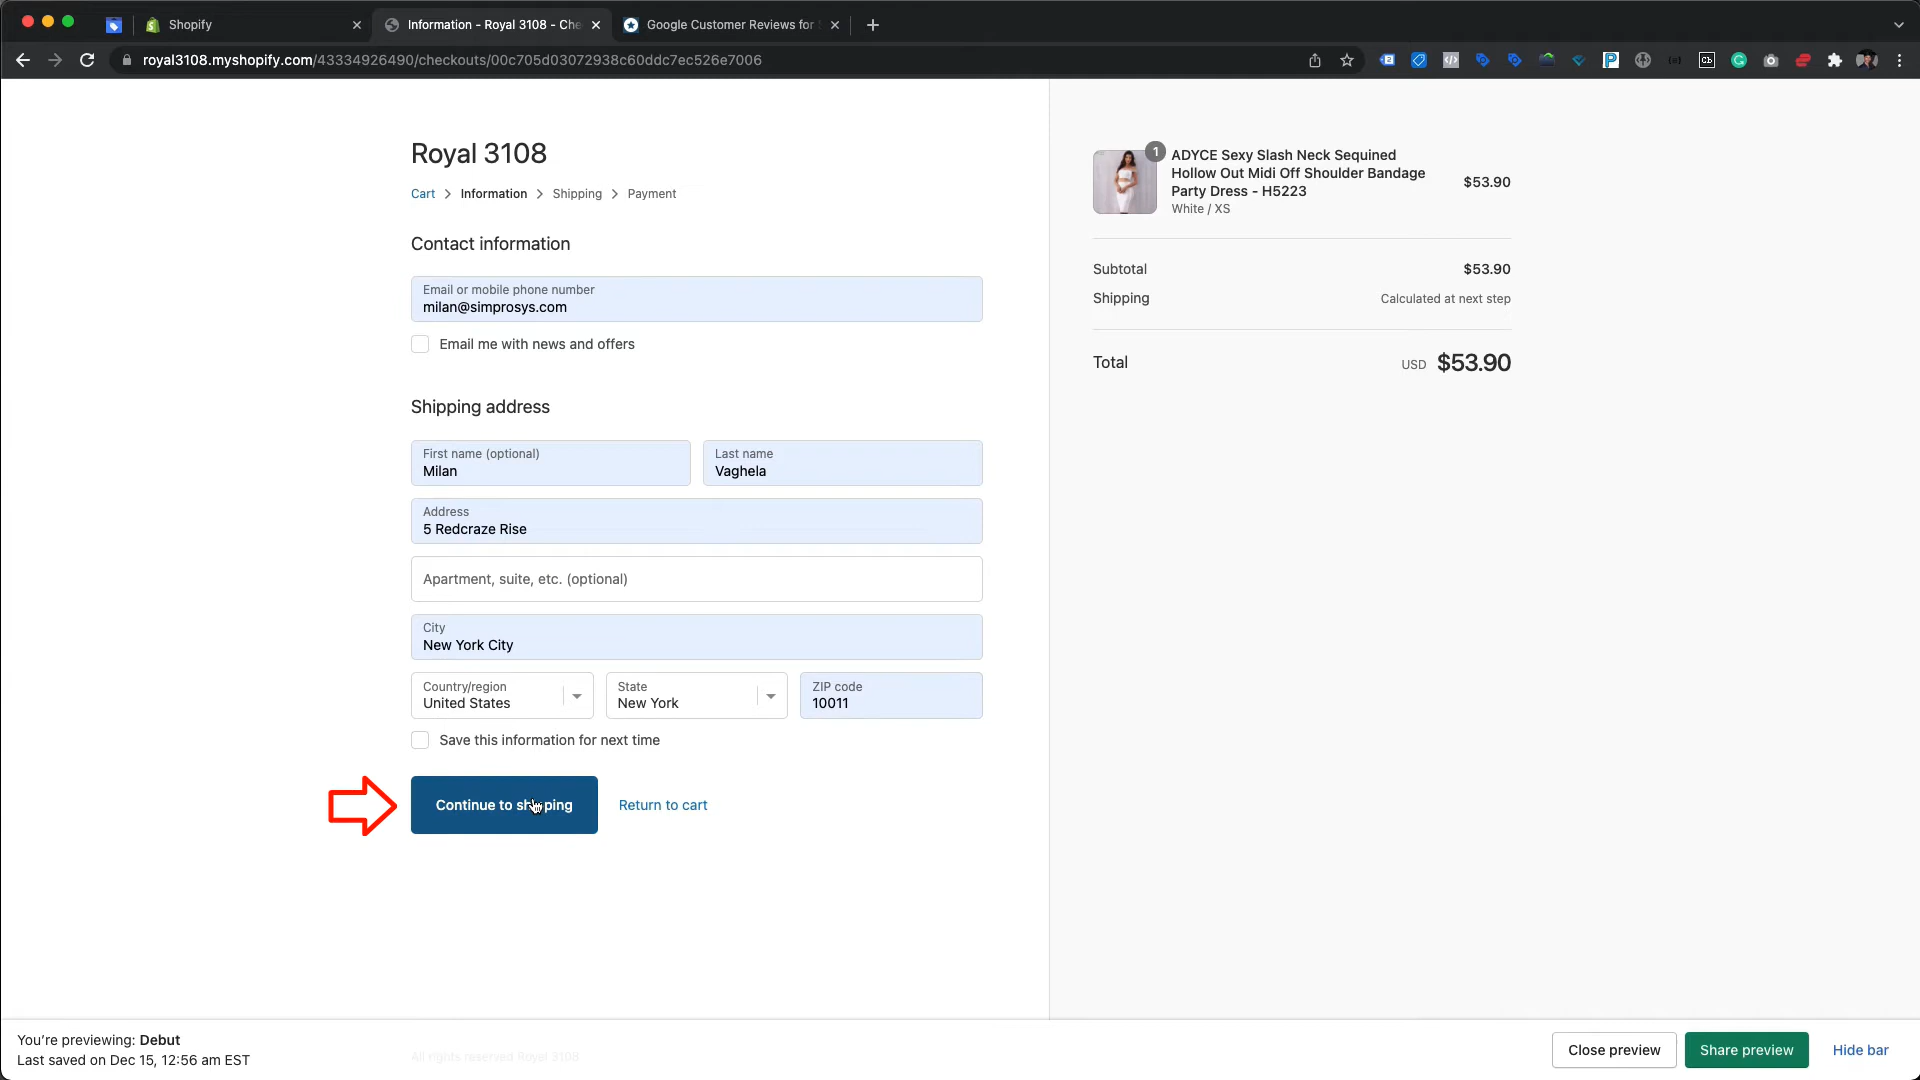 Shopify
Information - Royal 3108 - Che
Google Customer Reviews for
royal3108.myshopify.com/43334926490/checkouts/00c705d03072938c60ddc7ec526e7006
Royal 3108
Cart > Information > Shipping > Payment
Contact information
Email or mobile phone number
milan@simprosys.com
Email me with news and offers
Shipping address
First name (optional)
Milan
Last name
Vaghela
Address
5 Redcraze Rise
Apartment, suite, etc. (optional)
City
New York City
Country/region
United States
State
New York
ZIP code
10011
Save this information for next time
Continue to shipping
Return to cart
1
ADYCE Sexy Slash Neck Sequined
Hollow Out Midi Off Shoulder Bandage
Party Dress - H5223
White / XS
$53.90
Subtotal
$53.90
Shipping
Calculated at next step
Total
USD $53.90
You're previewing: Debut
Last saved on Dec 15, 12:56 am EST
All rights reserved Royal 3108
Close preview
Share preview
Hide bar